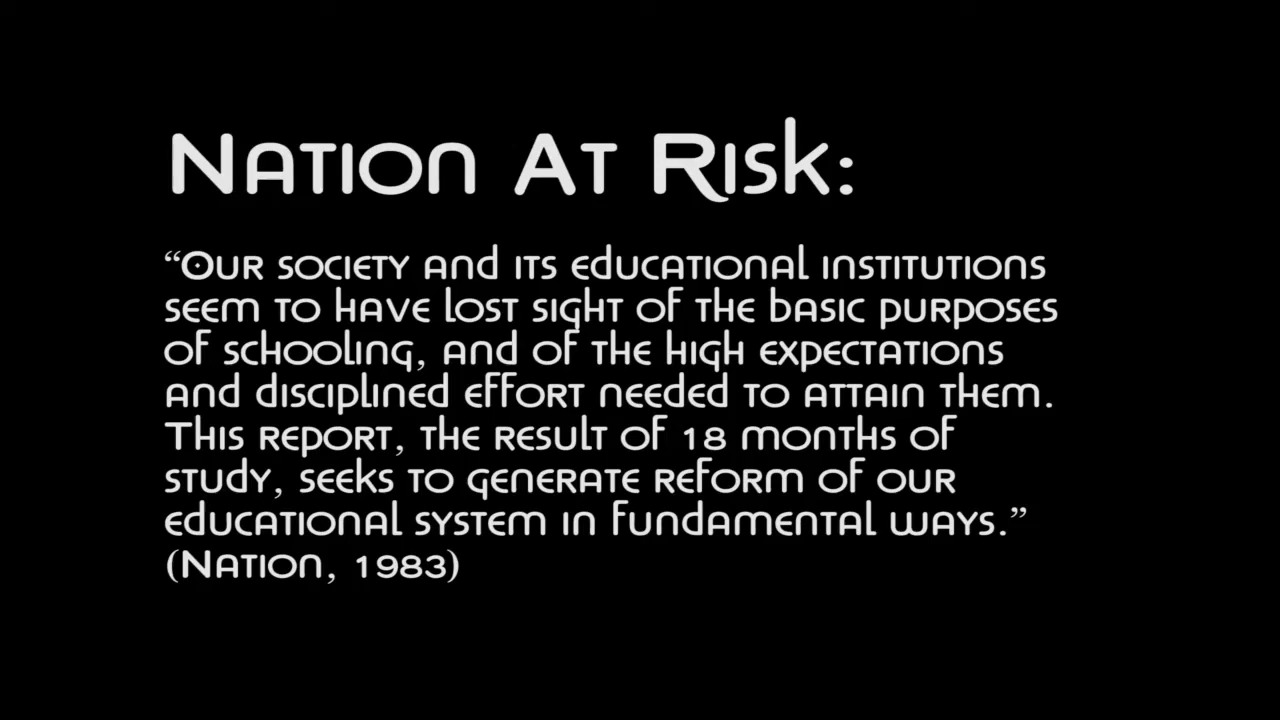 Nation At Risk:
“Our society and its educational institutions
seem to have lost sight of the basic purposes
of schooling, and of the high expectations
and disciplined effort needed to attain them.
This report, the result of 18 months of
study, seeks to generate reform of our
educational system in fundamental ways.”
(Nation, 1983)